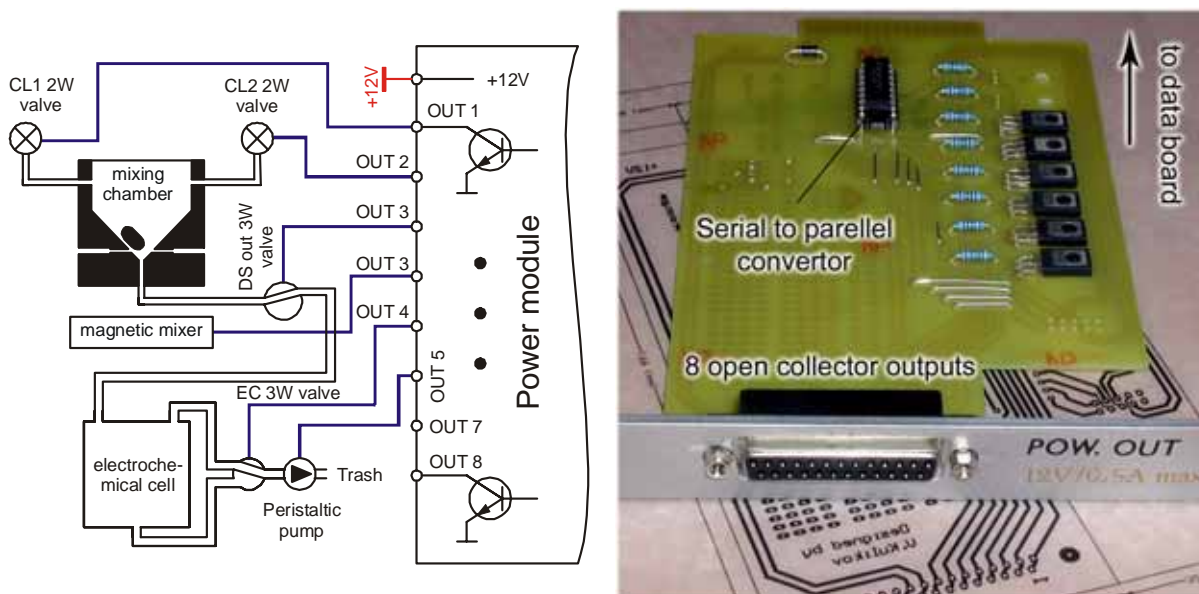 CL1 2W
valve
CL2 2W
valve
+12V
+12V
OUT 1
OUT 2
mixing
chamber
DS out 3W
valve
OUT 3
OUT 3
OUT 4
magnetic mixer
OUT 5
EC 3W valve
OUT 7
OUT 8
electroche-
mical cell
Trash
Peristaltic
pump
Power module
to data board
Serial to parellel
convertor
8 open collector outputs
POW. OUT
12V/0.5A max
Designed
by